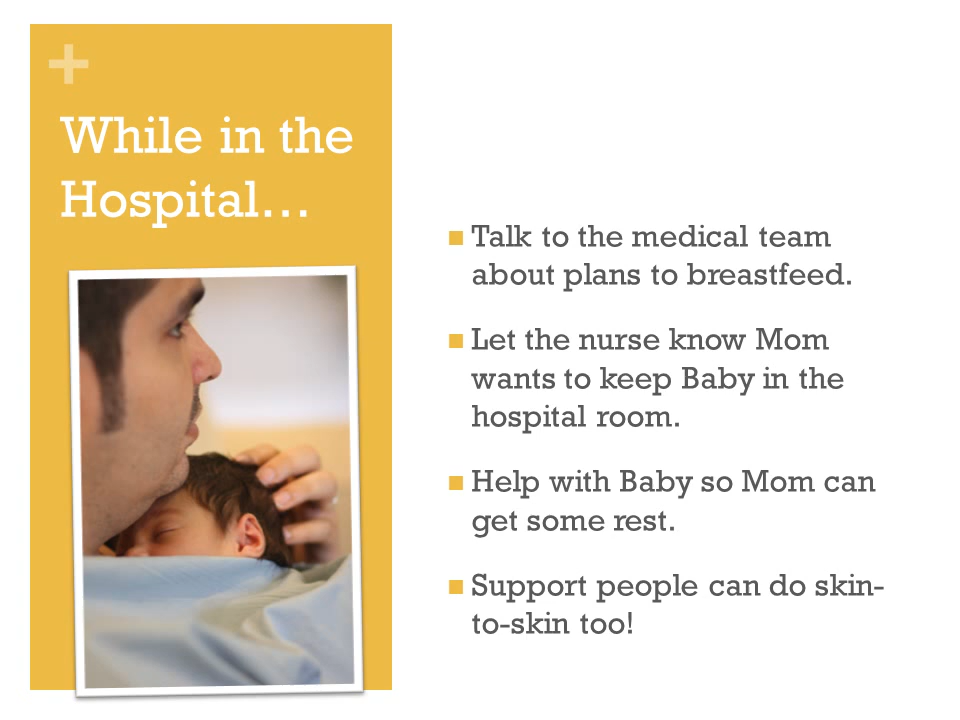 +
While in the
Hospital…
■ Talk to the medical team
about plans to breastfeed.
■ Let the nurse know Mom
wants to keep Baby in the
hospital room.
■ Help with Baby so Mom can
get some rest.
■ Support people can do skin-
to-skin too!